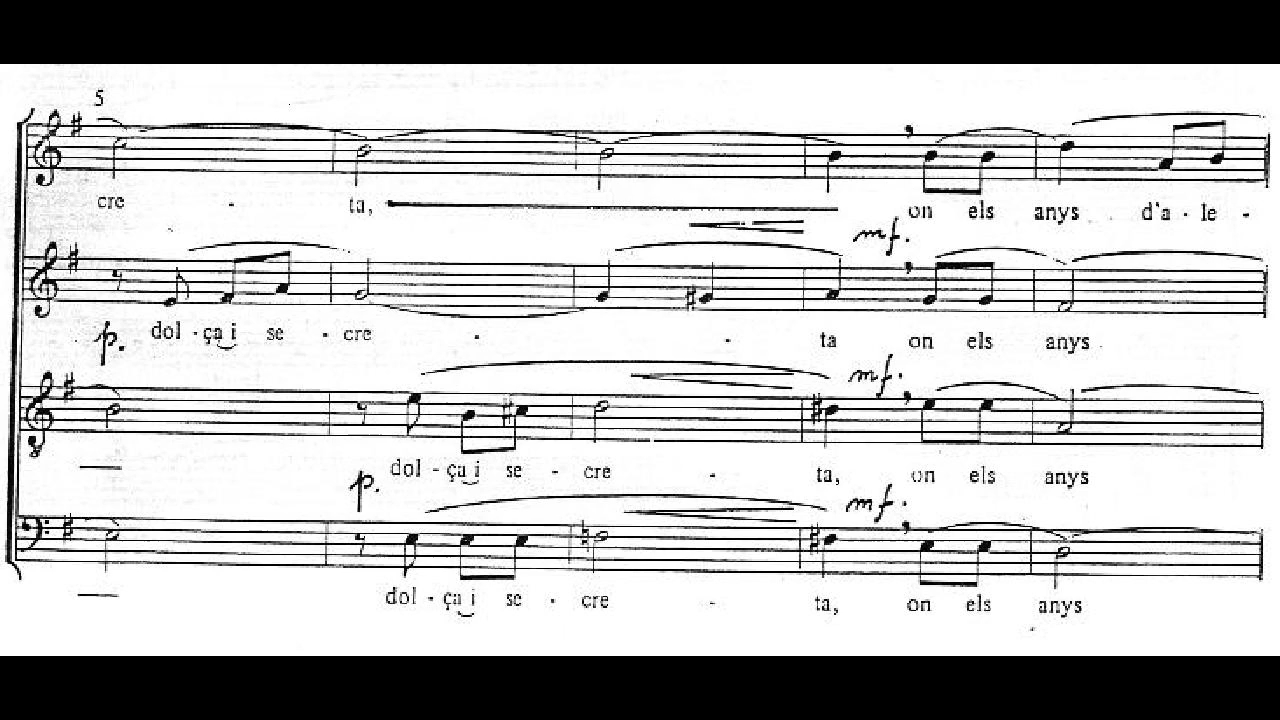 5
cre - ta, on els anys d'a - le -
mf.
p. dol - ça i se - cre - - ta on els anys
mf.
dol - ça i se - cre - ta, on els anys
p.
mf.
dol - ça i se - cre - ta, on els anys